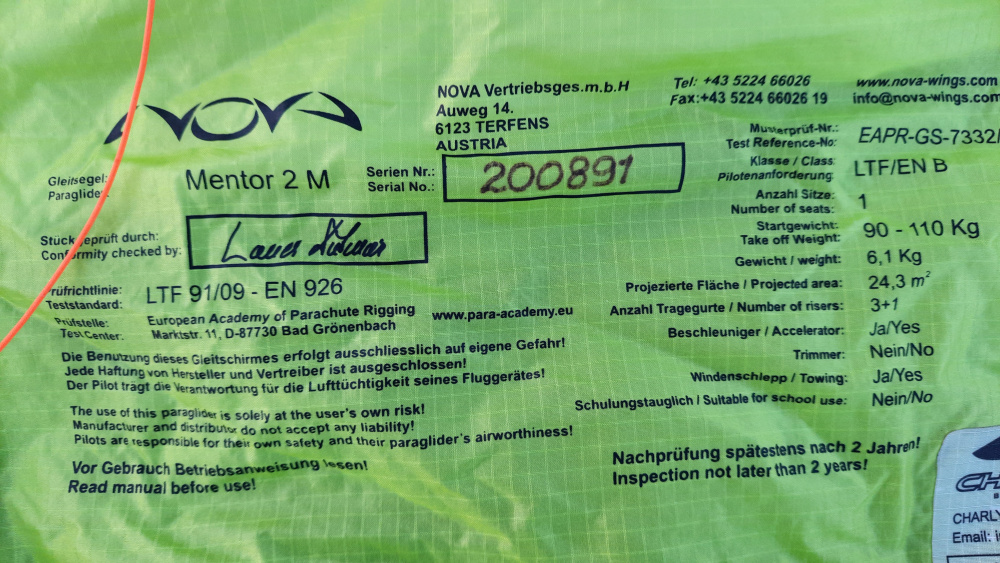 NOVA
NOVA Vertriebsges.m.b.H
Auweg 14.
6123 TERFENS
AUSTRIA
Tel: +43 5224 66026
Fax:+43 5224 66026 19
www.nova-wings.com
info@nova-wings.com
Gleitsegel:
Paraglider:
Mentor 2 M
Serien Nr.:
Serial No.:
200891
Stück geprüft durch:
Conformity checked by:
Prüfrichtlinie:
Teststandard:
LTF 91/09 - EN 926
Prüfstelle:
Test Center:
European Academy of Parachute Rigging
Marktstr. 11, D-87730 Bad Grönenbach
www.para-academy.eu
Die Benutzung dieses Gleitschirmes erfolgt ausschliesslich auf eigene Gefahr!
Jede Haftung von Hersteller und Vertreiber ist ausgeschlossen!
Der Pilot trägt die Verantwortung für die Lufttüchtigkeit seines Fluggerätes!
The use of this paraglider is solely at the user's own risk!
Manufacturer and distributor do not accept any liability!
Pilots are responsible for their own safety and their paraglider's airworthiness!
Vor Gebrauch Betriebsanweisung lesen!
Read manual before use!
Musterprüf-Nr.:
Test Reference-No:
EAPR-GS-7332/
Klasse / Class
Pilotenanforderung:
LTF/EN B
Anzahl Sitze:
Number of seats:
1
Startgewicht:
Take off Weight:
90 - 110 Kg
Gewicht / weight: 6,1 Kg
Projezierte Fläche / Projected area: 24,3 m²
Anzahl Tragegurte / Number of risers: 3+1
Beschleuniger / Accelerator: Ja/Yes
Trimmer: Nein/No
Windenschlepp / Towing: Ja/Yes
Schulungstauglich / Suitable for school use: Nein/No
Nachprüfung spätestens nach 2 Jahren!
Inspection not later than 2 years!
CH
CHARLY
Email: i